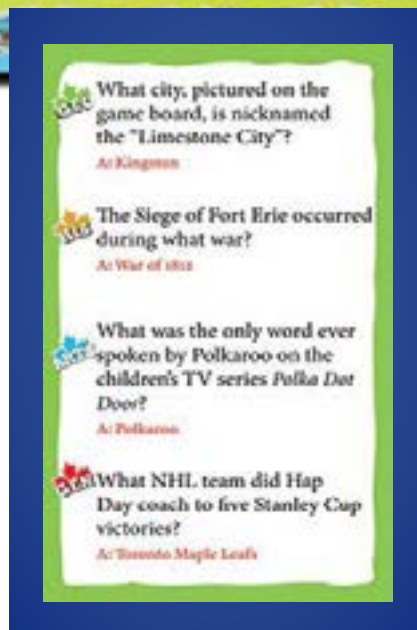 What city, pictured on the
game board, is nicknamed
the "Limestone City"?
A: Kingston
The Siege of Fort Erie occurred
during what war?
A: War of 1812
What was the only word ever
spoken by Polkaroo on the
children's TV series Polka Dot
Door?
A: Polkaroo
What NHL team did Hap
Day coach to five Stanley Cup
victories?
A: Toronto Maple Leafs